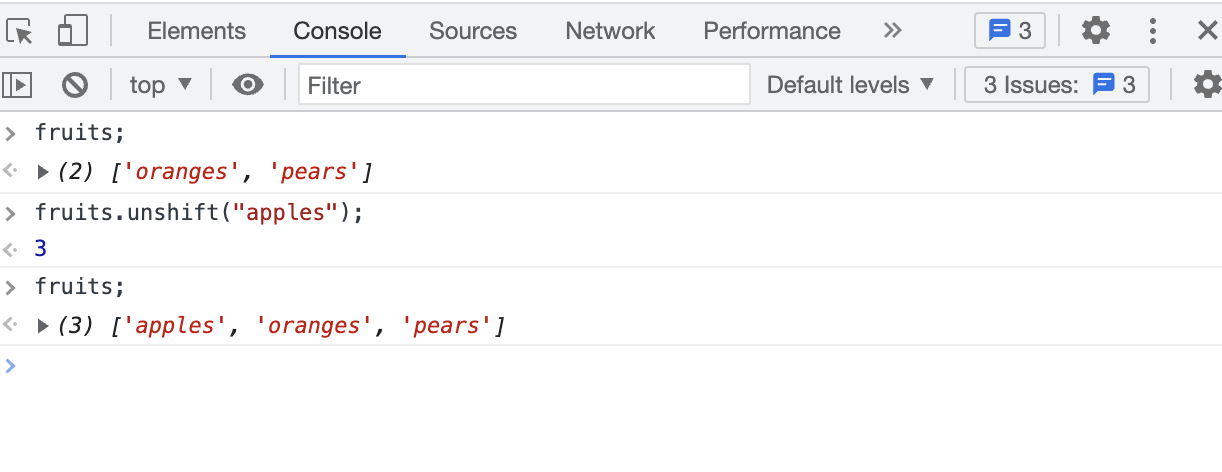 Elements Console Sources Network Performance » 3
top ▼ Filter Default levels ▼ 3 Issues: 3
> fruits;
▶ (2) ['oranges', 'pears']
> fruits.unshift("apples");
3
> fruits;
▶ (3) ['apples', 'oranges', 'pears']
>